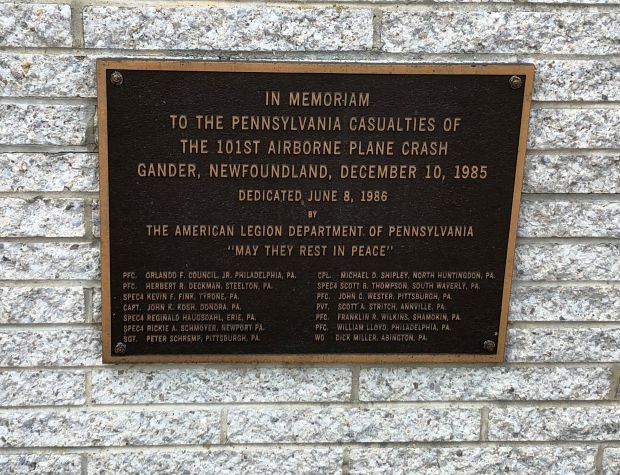 IN MEMORIAM
TO THE PENNSYLVANIA CASUALTIES OF
THE 101ST AIRBORNE PLANE CRASH
GANDER, NEWFOUNDLAND, DECEMBER 10, 1985
DEDICATED JUNE 8, 1986
BY
THE AMERICAN LEGION DEPARTMENT OF PENNSYLVANIA
"MAY THEY REST IN PEACE"
PFC. ORLANDO F. COUNCIL, JR. PHILADELPHIA, PA.
PFC. HERBERT R. DECKMAN, STEELTON, PA.
SPEC4 KEVIN F. FINK, TYRONE, PA.
CAPT. JOHN K. KOSH, DONORA, PA.
SPEC4 REGINALD HAUGSDAHL, ERIE, PA.
SPEC4 RICKIE A. SCHMOYER, NEWPORT PA.
SGT. PETER SCHREMP, PITTSBURGH, PA.
CPL. MICHAEL D. SHIPLEY, NORTH HUNTINGDON, PA.
SPEC4 SCOTT B. THOMPSON, SOUTH WAVERLY, PA.
PFC. JOHN C. WESTER, PITTSBURGH, PA.
PVT. SCOTT A. STRITCH, ANNVILLE, PA.
PFC. FRANKLIN R. WILKINS, SHAMOKIN, PA.
PFC. WILLIAM LLOYD, PHILADELPHIA, PA.
WO DICK MILLER, ABINGTON, PA.